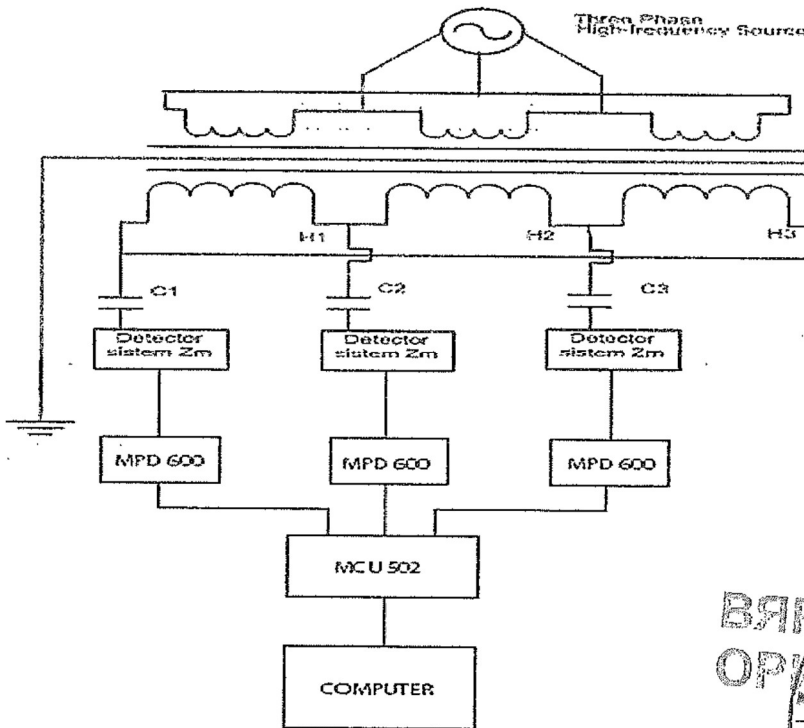 Three Phase
High-frequency Source
H1
H2
H3
C1
C2
C3
Detector
sistem Zm
Detector
sistem Zm
Detector
sistem Zm
MPD 600
MPD 600
MPD 600
MCU 502
COMPUTER